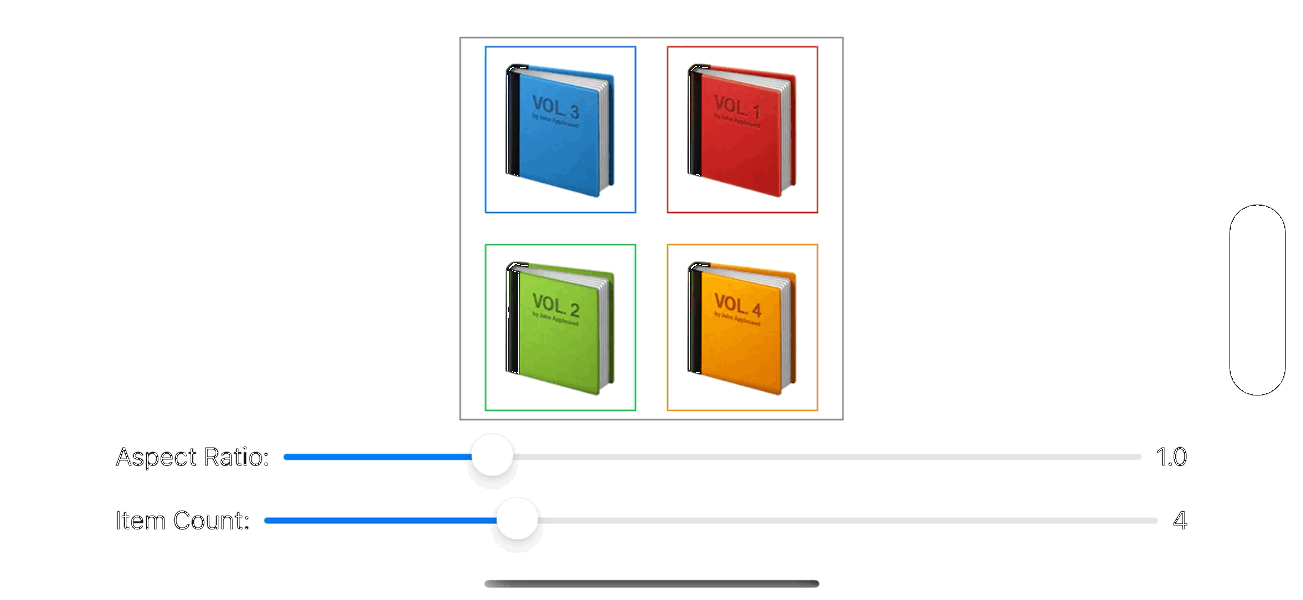 VOL. 3
by John Appleseed
VOL. 1
by John Appleseed
VOL. 2
by John Appleseed
VOL. 4
by John Appleseed
Aspect Ratio: 1.0
Item Count: 4